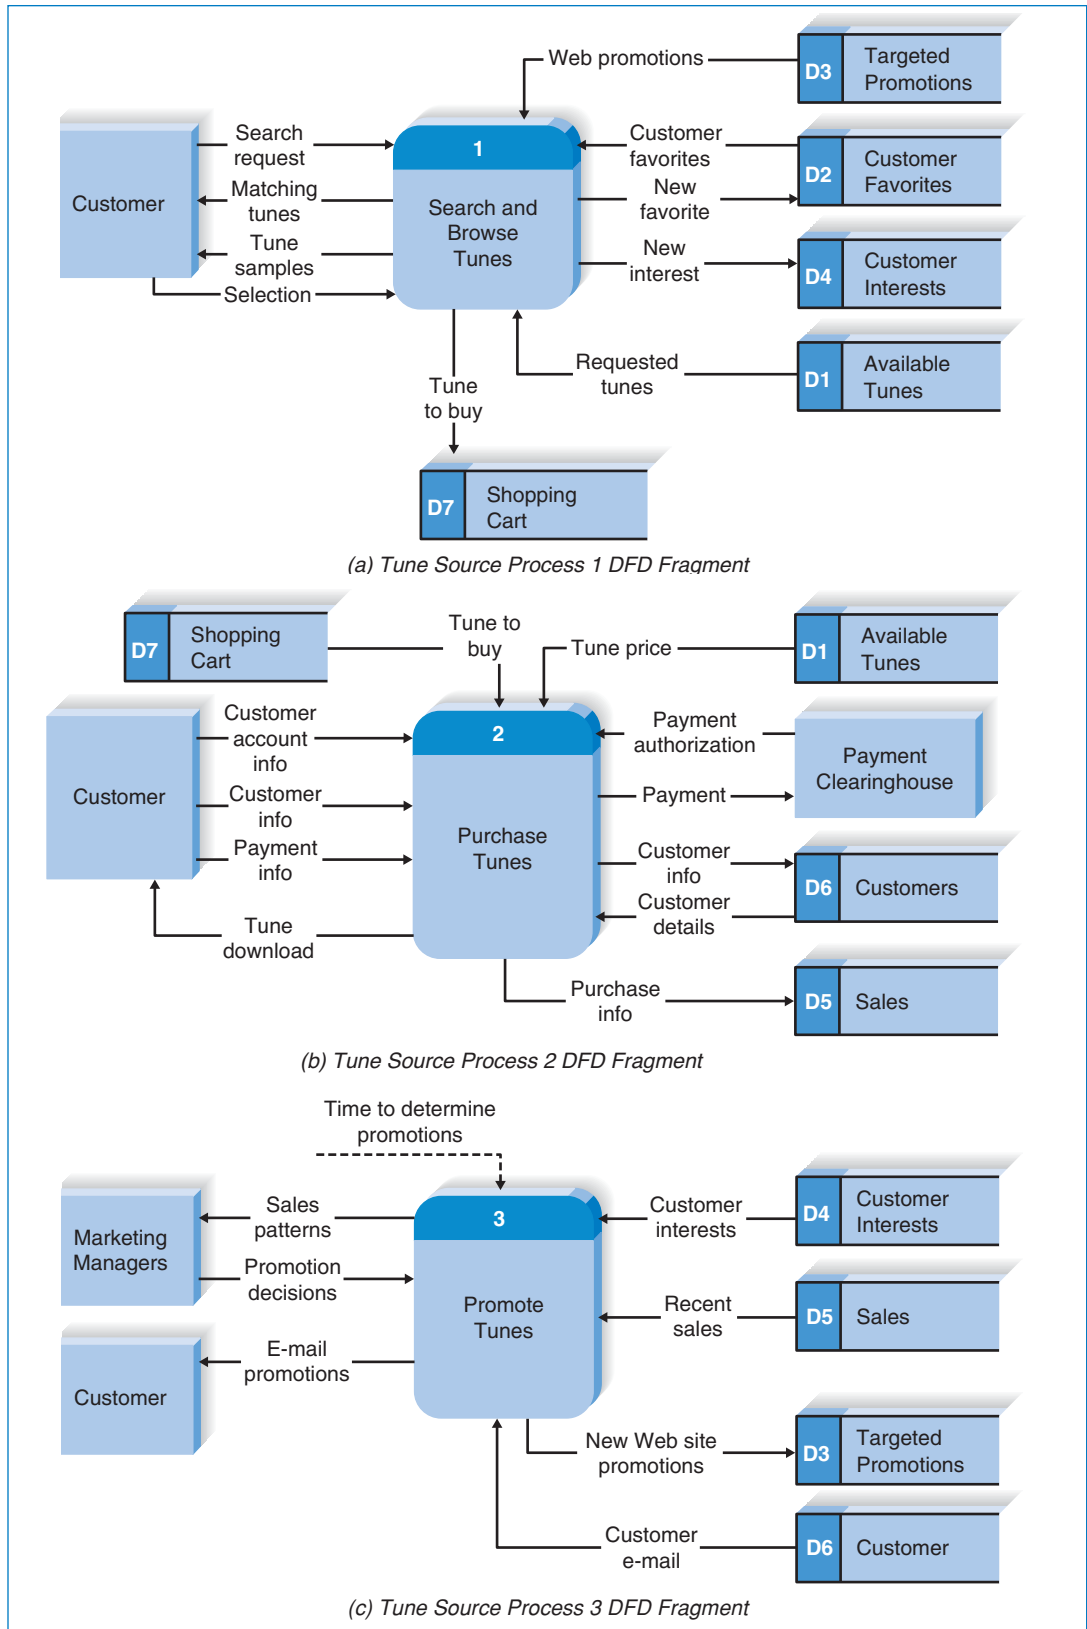 Web promotions
D3
Targeted
Promotions
Customer
Search
request
Matching
tunes
Tune
samples
Selection
1
Search and
Browse
Tunes
Customer
favorites
New
favorite
D2
Customer
Favorites
New
interest
D4
Customer
Interests
Requested
tunes
D1
Available
Tunes
Tune
to buy
D7
Shopping
Cart
(a) Tune Source Process 1 DFD Fragment
D7
Shopping
Cart
Tune to
buy
Tune price
D1
Available
Tunes
Customer
Customer
account
info
Customer
info
Payment
info
Tune
download
2
Purchase
Tunes
Payment
authorization
Payment
Payment
Clearinghouse
Customer
info
Customer
details
D6
Customers
Purchase
info
D5
Sales
(b) Tune Source Process 2 DFD Fragment
Time to determine
promotions
Marketing
Managers
Sales
patterns
Promotion
decisions
Customer
E-mail
promotions
3
Promote
Tunes
Customer
interests
D4
Customer
Interests
Recent
sales
D5
Sales
New Web site
promotions
D3
Targeted
Promotions
Customer
e-mail
D6
Customer
(c) Tune Source Process 3 DFD Fragment